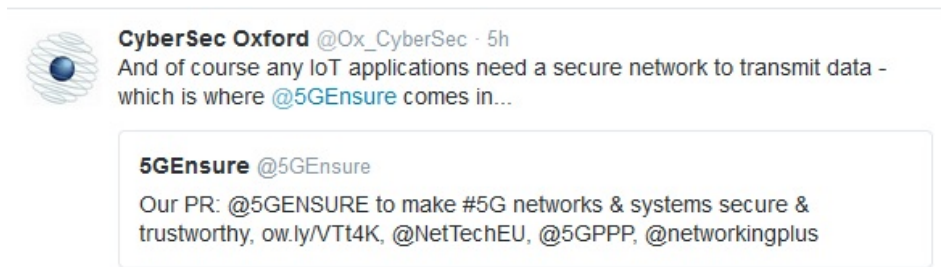 CyberSec Oxford @Ox_CyberSec · 5h
And of course any IoT applications need a secure network to transmit data -
which is where @5GEnsure comes in...
5GEnsure @5GEnsure
Our PR: @5GENSURE to make #5G networks & systems secure &
trustworthy, ow.ly/VTt4K, @NetTechEU, @5GPPP, @networkingplus